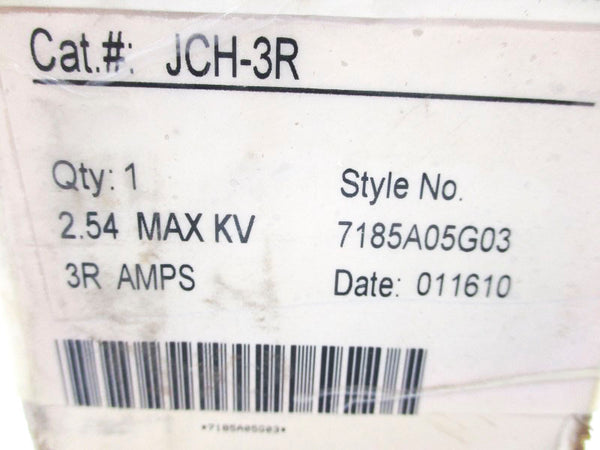 Cat.#: JCH-3R
Qty: 1 Style No.
2.54 MAX KV 7185A05G03
3R AMPS Date: 011610
*7185A05G03*